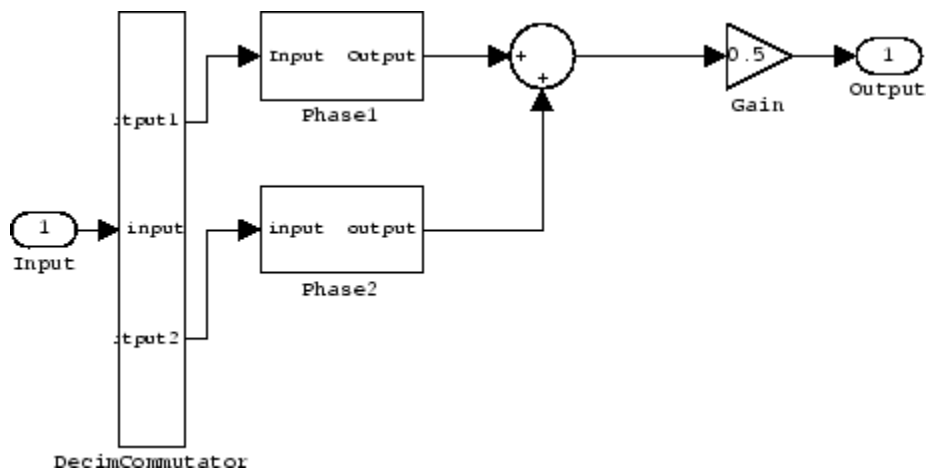 Input Output
Phase1
+
+
0.5
Gain
1
Output
1
Input
tput1
input
tput2
DecimCommutator
input output
Phase2